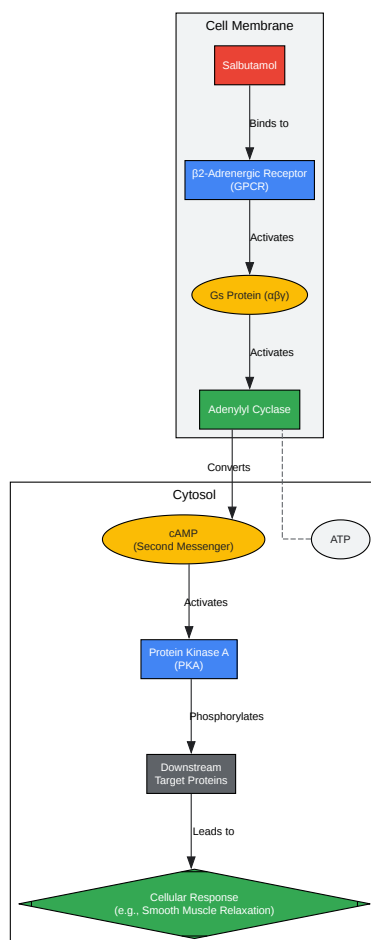 Cell Membrane
Salbutamol
Binds to
β2-Adrenergic Receptor
(GPCR)
Activates
Gs Protein (αβγ)
Activates
Adenylyl Cyclase
Converts
Cytosol
cAMP
(Second Messenger)
ATP
Activates
Protein Kinase A
(PKA)
Phosphorylates
Downstream
Target Proteins
Leads to
Cellular Response
(e.g., Smooth Muscle Relaxation)